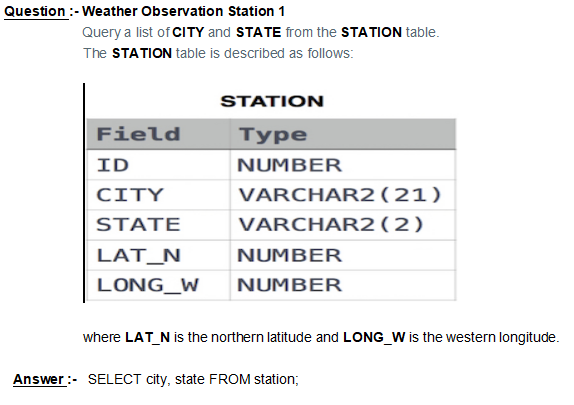 Question :- Weather Observation Station 1
Query a list of CITY and STATE from the STATION table.
The STATION table is described as follows:
STATION
Field Type
ID NUMBER
CITY VARCHAR2(21)
STATE VARCHAR2(2)
LAT_N NUMBER
LONG_W NUMBER
where LAT_N is the northern latitude and LONG_W is the western longitude.
Answer :- SELECT city, state FROM station;